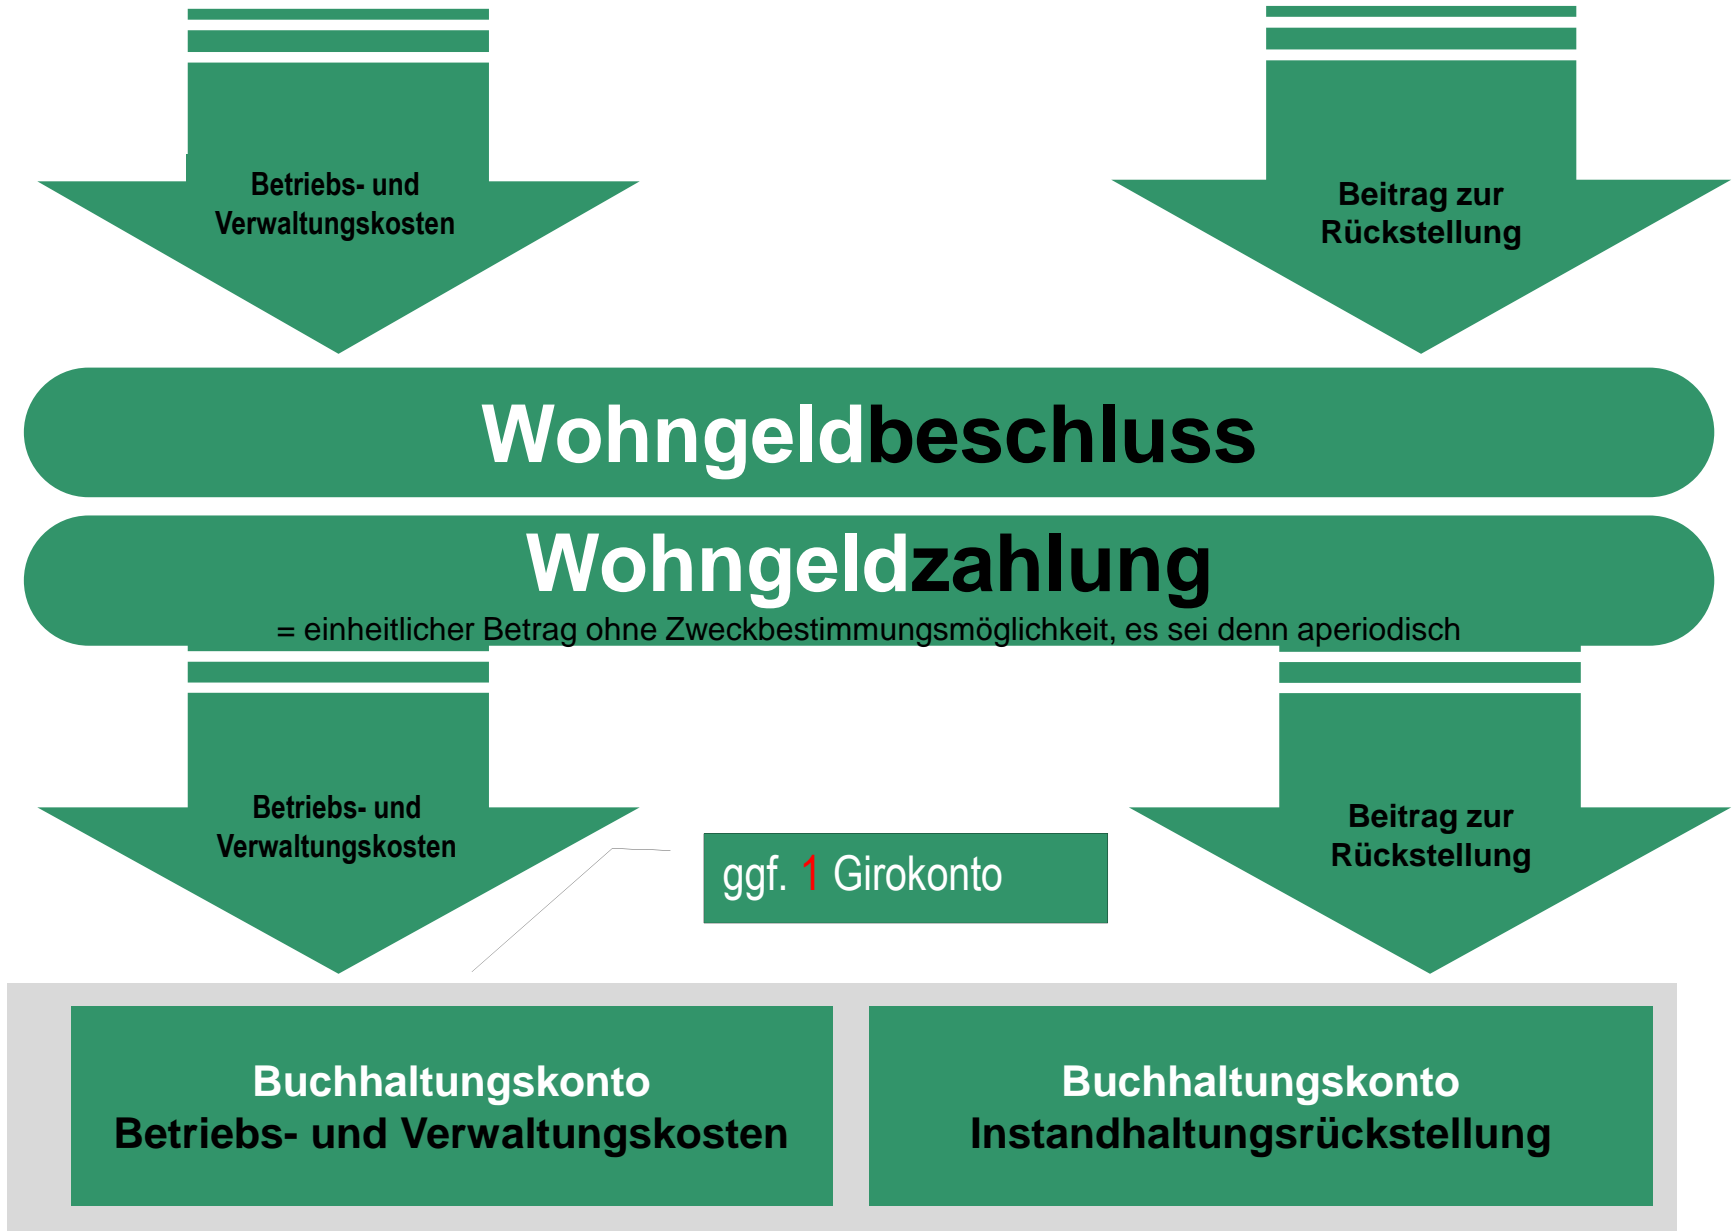 Betriebs- und
Verwaltungskosten
Beitrag zur
Rückstellung
Wohngeldbeschluss
Wohngeldzahlung
= einheitlicher Betrag ohne Zweckbestimmungsmöglichkeit, es sei denn aperiodisch
Betriebs- und
Verwaltungskosten
ggf. 1 Girokonto
Beitrag zur
Rückstellung
Buchhaltungskonto
Betriebs- und Verwaltungskosten
Buchhaltungskonto
Instandhaltungsrückstellung